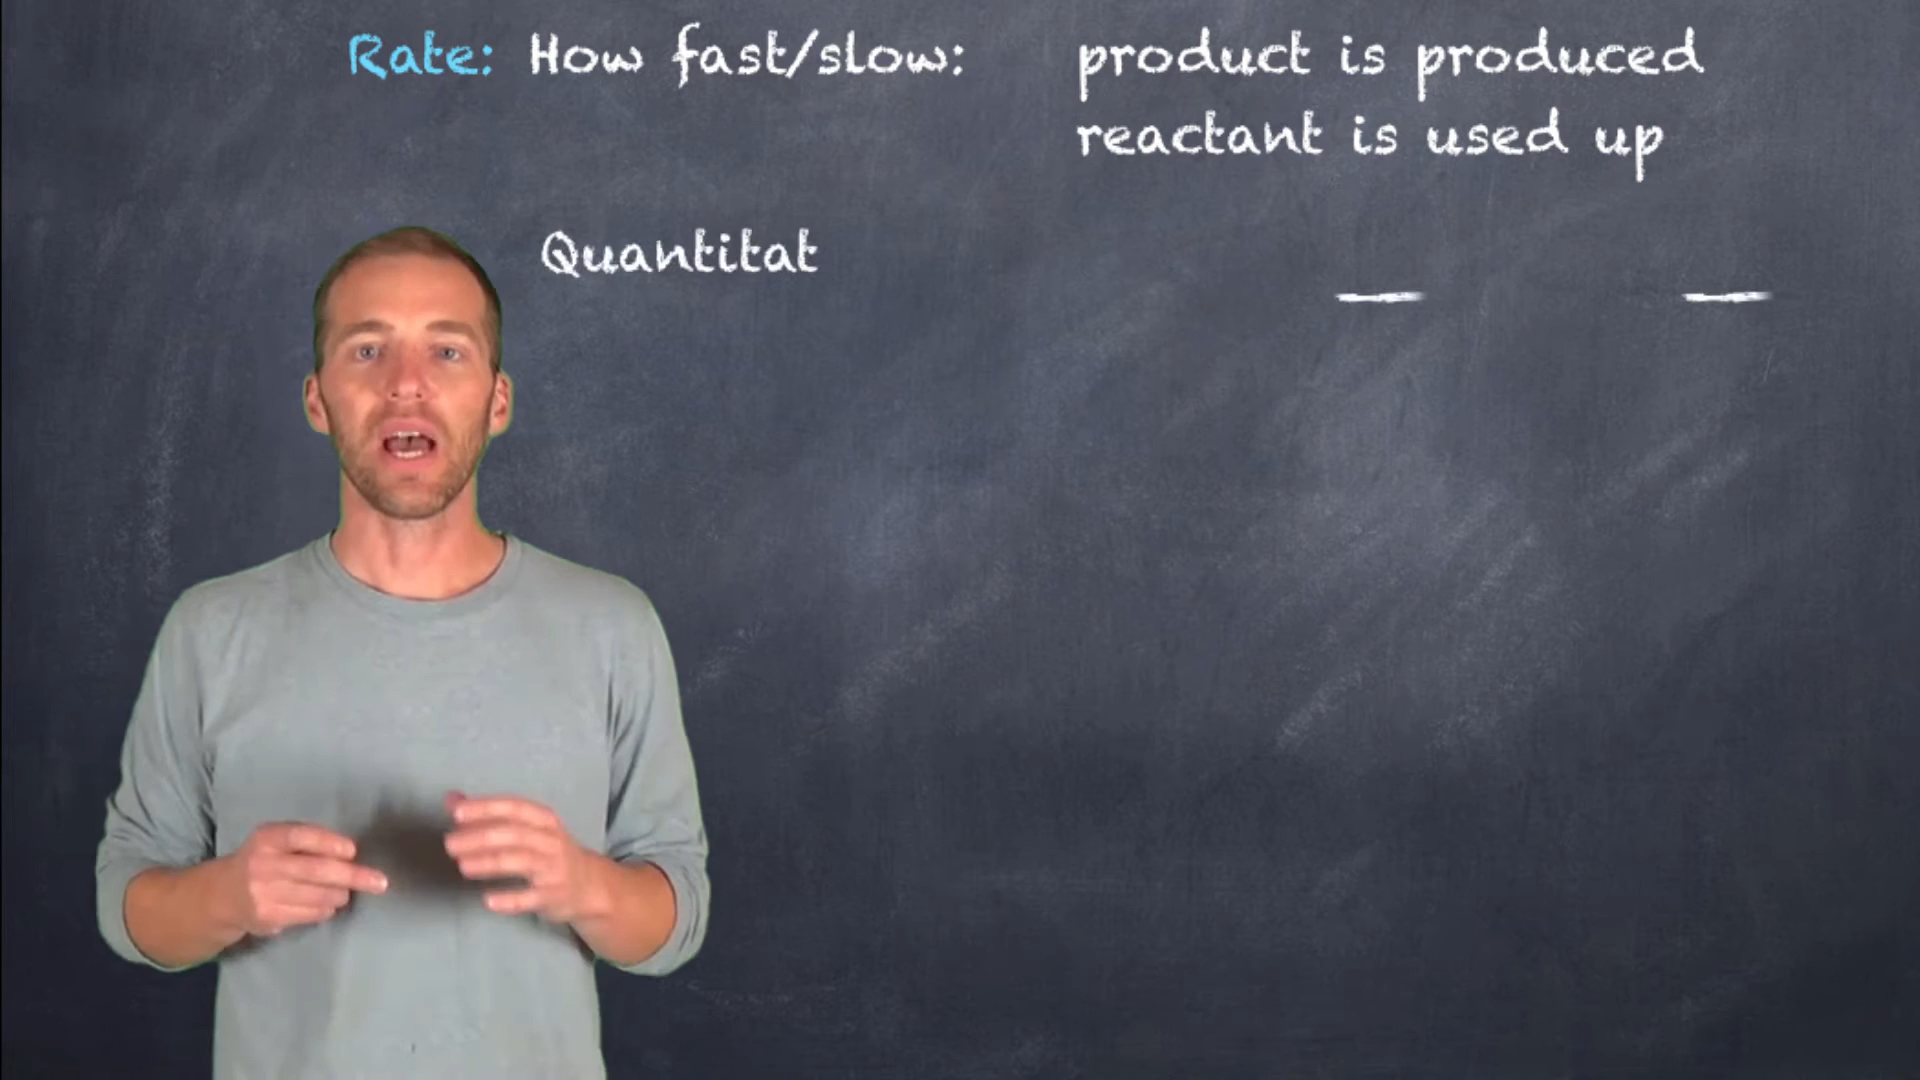 Rate: How fast/slow: product is produced
reactant is used up
Quantitat